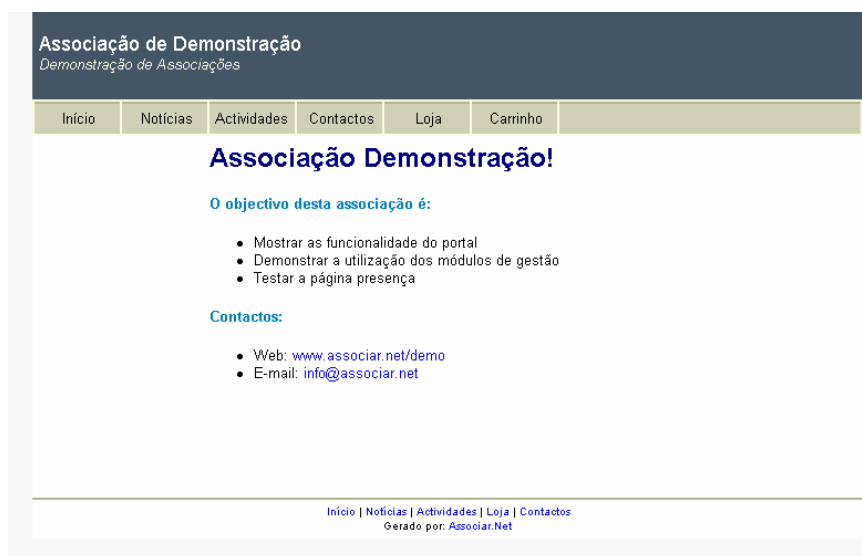 Associação de Demonstração
Demonstração de Associações
Início Notícias Actividades Contactos Loja Carrinho
Associação Demonstração!
O objectivo desta associação é:
Mostrar as funcionalidade do portal
Demonstrar a utilização dos módulos de gestão
Testar a página presença
Contactos:
Web: www.associar.net/demo
E-mail: info@associar.net
Início | Notícias | Actividades | Loja | Contactos
Gerado por: Associar.Net